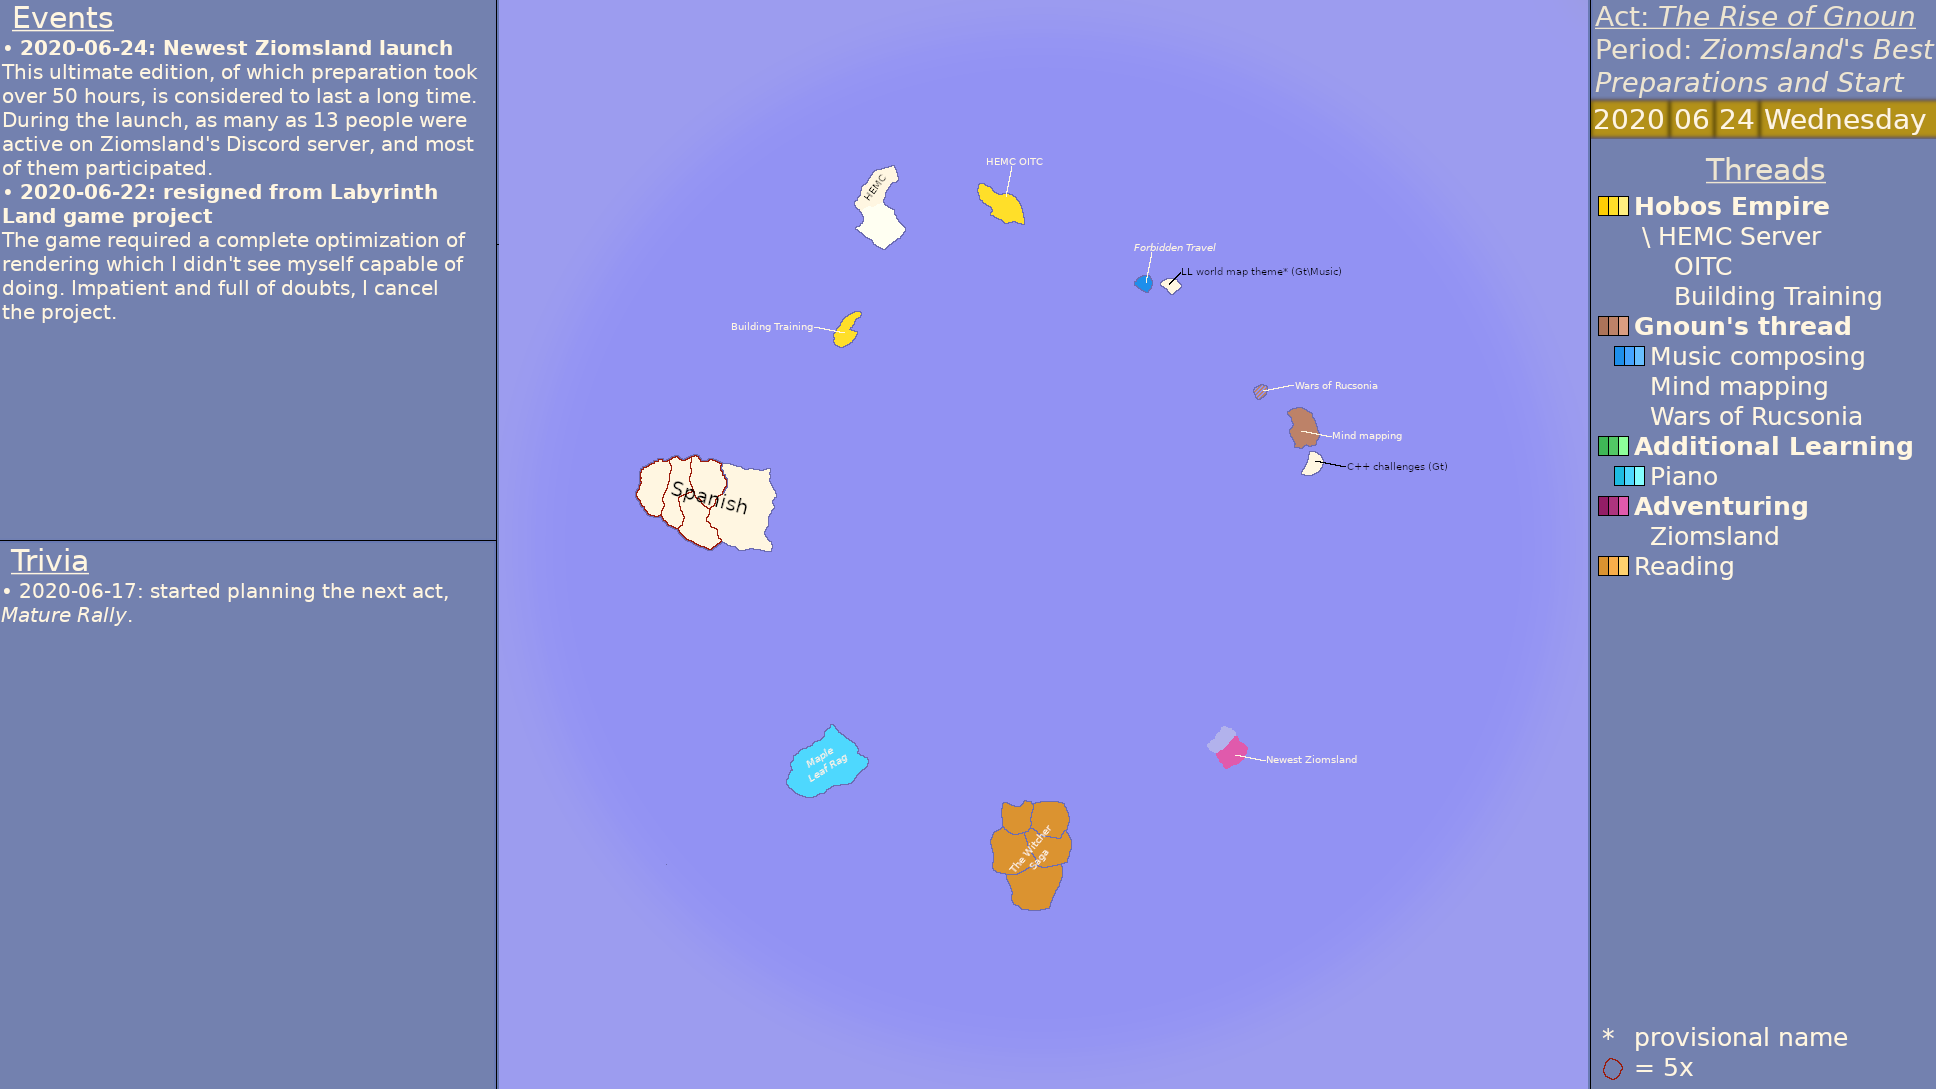 Events
• 2020-06-24: Newest Ziomsland launch
This ultimate edition, of which preparation took
over 50 hours, is considered to last a long time.
During the launch, as many as 13 people were
active on Ziomsland's Discord server, and most
of them participated.
• 2020-06-22: resigned from Labyrinth
Land game project
The game required a complete optimization of
rendering which I didn't see myself capable of
doing. Impatient and full of doubts, I cancel
the project.
Trivia
• 2020-06-17: started planning the next act,
Mature Rally.
HEMC
HEMC OITC
Forbidden Travel
LL world map theme* (Gt\Music)
Building Training
Wars of Rucsonia
Mind mapping
C++ challenges (Gt)
Spanish
Maple
Leaf Rag
Newest Ziomsland
The Witcher
Saga
Act: The Rise of Gnoun
Period: Ziomsland's Best
Preparations and Start
2020 06 24 Wednesday
Threads
Hobos Empire
\ HEMC Server
OITC
Building Training
Gnoun's thread
Music composing
Mind mapping
Wars of Rucsonia
Additional Learning
Piano
Adventuring
Ziomsland
Reading
* provisional name
= 5x